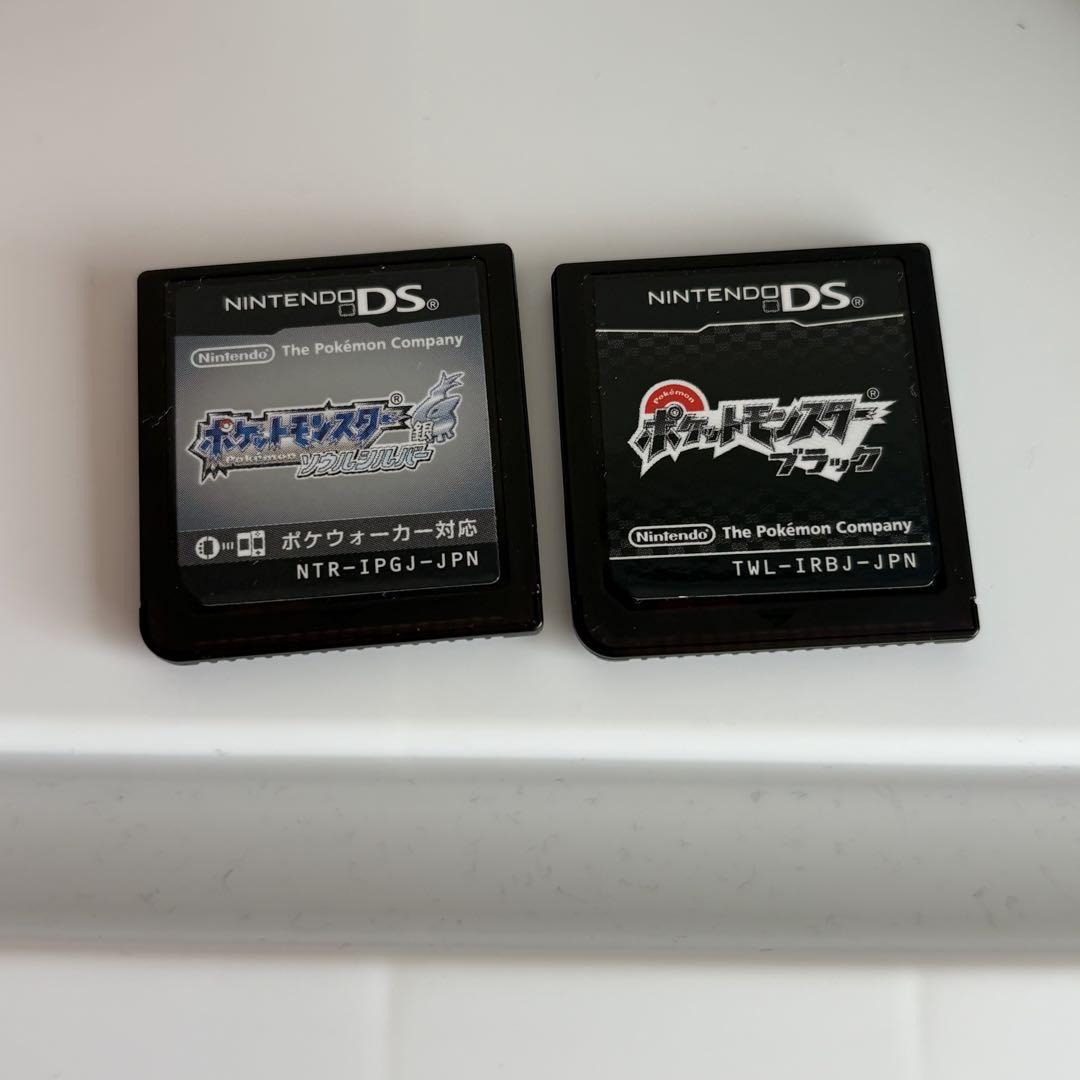 NINTENDO DS®
Nintendo® The Pokémon Company
ポケットモンスター®
Pokémon
銀
ソウルシルバー
ポケウォーカー対応
NTR-IPGJ-JPN
NINTENDO DS®
Pokémon
ポケットモンスター®
ブラック
Nintendo® The Pokémon Company
TWL-IRBJ-JPN